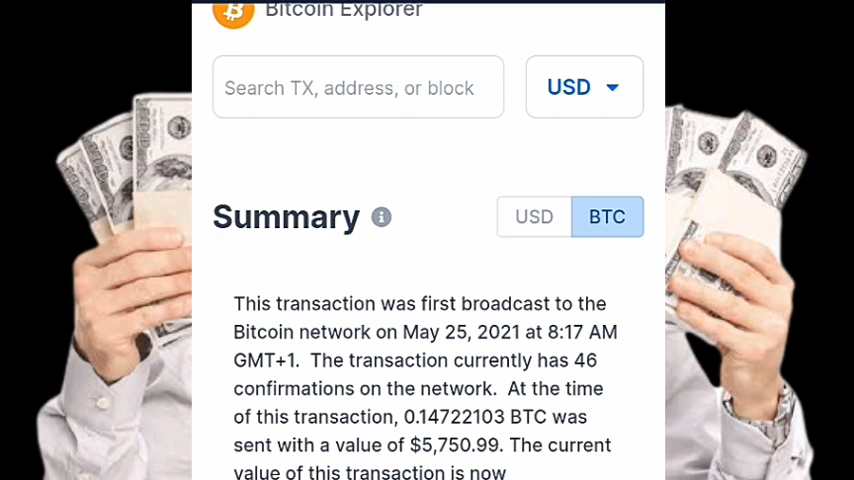 Bitcoin Explorer
Search TX, address, or block
USD
Summary
USD BTC
This transaction was first broadcast to the
Bitcoin network on May 25, 2021 at 8:17 AM
GMT+1. The transaction currently has 46
confirmations on the network. At the time
of this transaction, 0.14722103 BTC was
sent with a value of $5,750.99. The current
value of this transaction is now